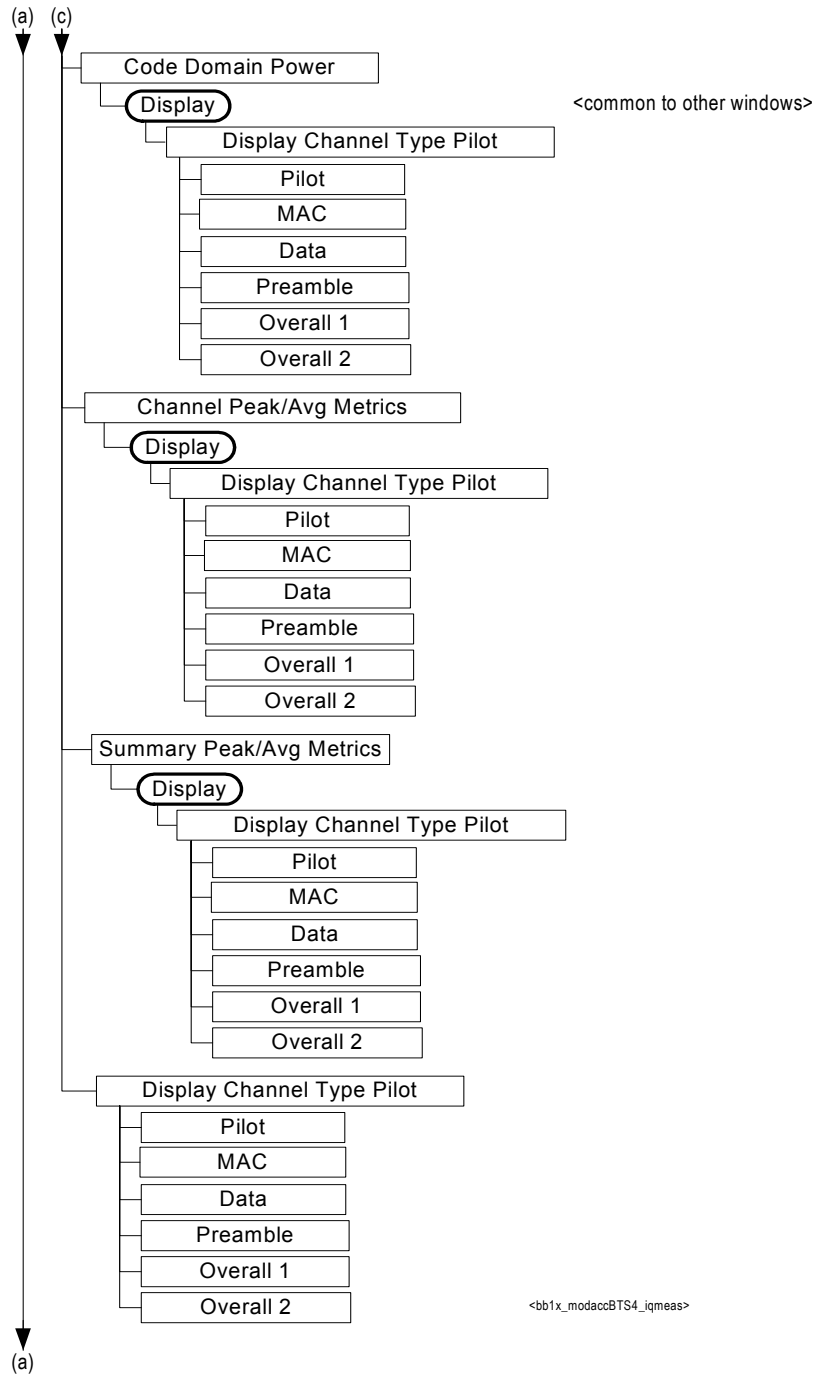 (a) (c)
Code Domain Power
Display <common to other windows>
Display Channel Type Pilot
Pilot
MAC
Data
Preamble
Overall 1
Overall 2
Channel Peak/Avg Metrics
Display
Display Channel Type Pilot
Pilot
MAC
Data
Preamble
Overall 1
Overall 2
Summary Peak/Avg Metrics
Display
Display Channel Type Pilot
Pilot
MAC
Data
Preamble
Overall 1
Overall 2
Display Channel Type Pilot
Pilot
MAC
Data
Preamble
Overall 1
Overall 2 <bb1x_modaccBTS4_iqmeas>
(a)